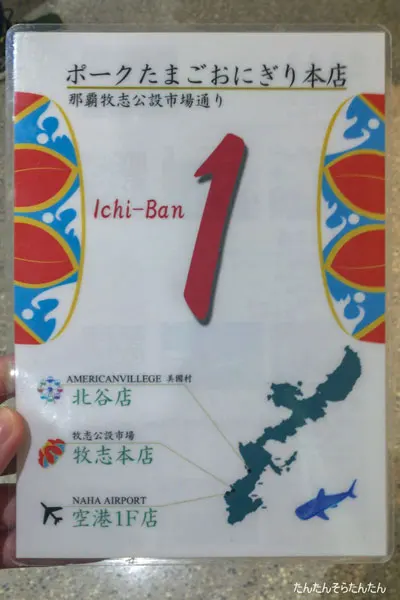 ポークたまごおにぎり本店
那覇牧志公設市場通り
Ichi-Ban
1
AMERICANVILLEGE 美國村
北谷店
牧志公設市場
牧志本店
NAHA AIRPORT
空港1F店
たんたんそらたんたん